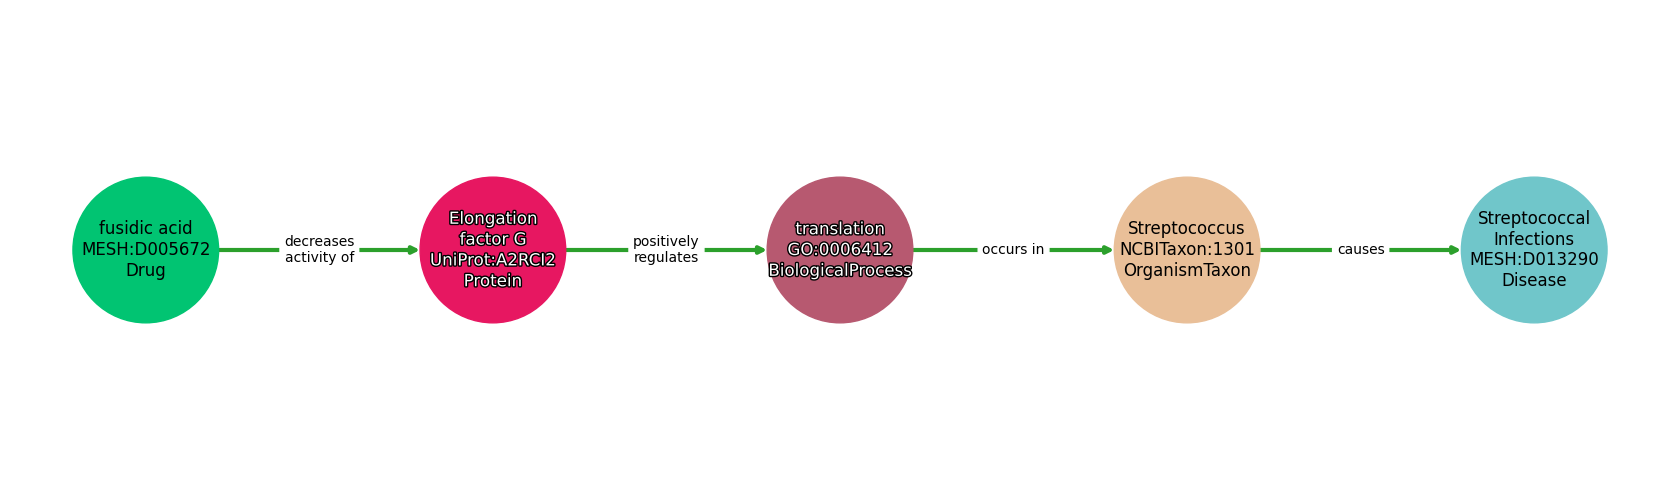 fusidic acid
MESH:D005672
Drug
decreases
activity of
Elongation
factor G
UniProt:A2RCI2
Protein
positively
regulates
translation
GO:0006412
BiologicalProcess
occurs in
Streptococcus
NCBITaxon:1301
OrganismTaxon
causes
Streptococcal
Infections
MESH:D013290
Disease